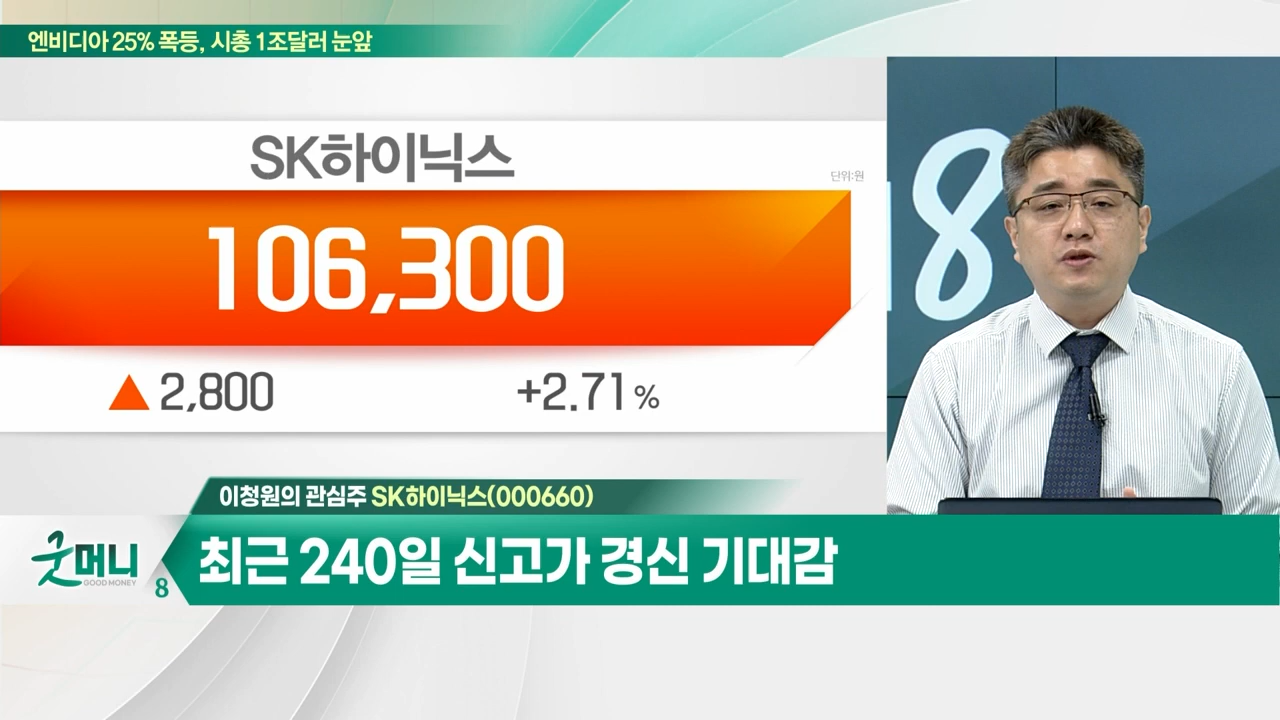 엔비디아 25% 폭등, 시총 1조달러 눈앞
SK하이닉스
단위:원
106,300
▲ 2,800 +2.71%
8
이청원의 관심주 SK하이닉스(000660)
굿머니
GOOD MONEY
8
최근 240일 신고가 경신 기대감